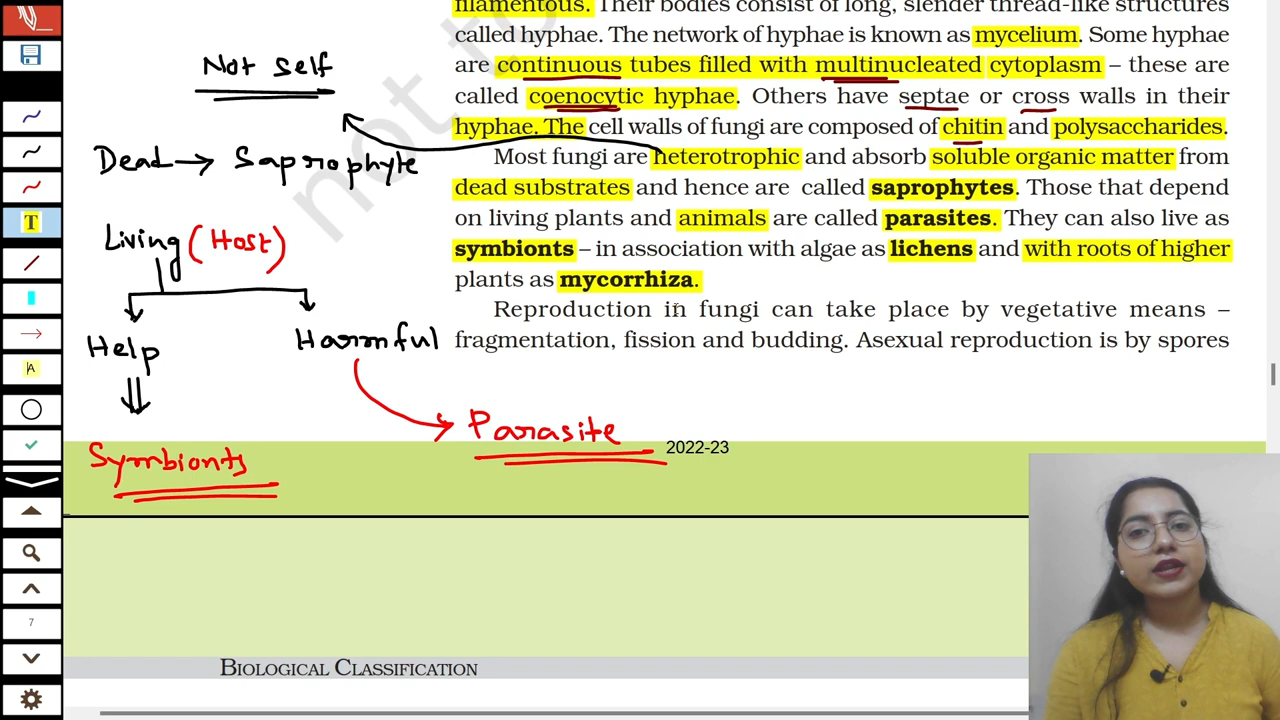 filamentous. Their bodies consist of long, slender thread-like structures
called hyphae. The network of hyphae is known as mycelium. Some hyphae
are continuous tubes filled with multinucleated cytoplasm – these are
called coenocytic hyphae. Others have septae or cross walls in their
hyphae. The cell walls of fungi are composed of chitin and polysaccharides.
Most fungi are heterotrophic and absorb soluble organic matter from
dead substrates and hence are called saprophytes. Those that depend
on living plants and animals are called parasites. They can also live as
symbionts – in association with algae as lichens and with roots of higher
plants as mycorrhiza.
Reproduction in fungi can take place by vegetative means –
fragmentation, fission and budding. Asexual reproduction is by spores
not to
Not self
Dead → Saprophyte
Living (Host)
Help
Harmful
Symbionts
Parasite
2022-23
BIOLOGICAL CLASSIFICATION
T
A
7